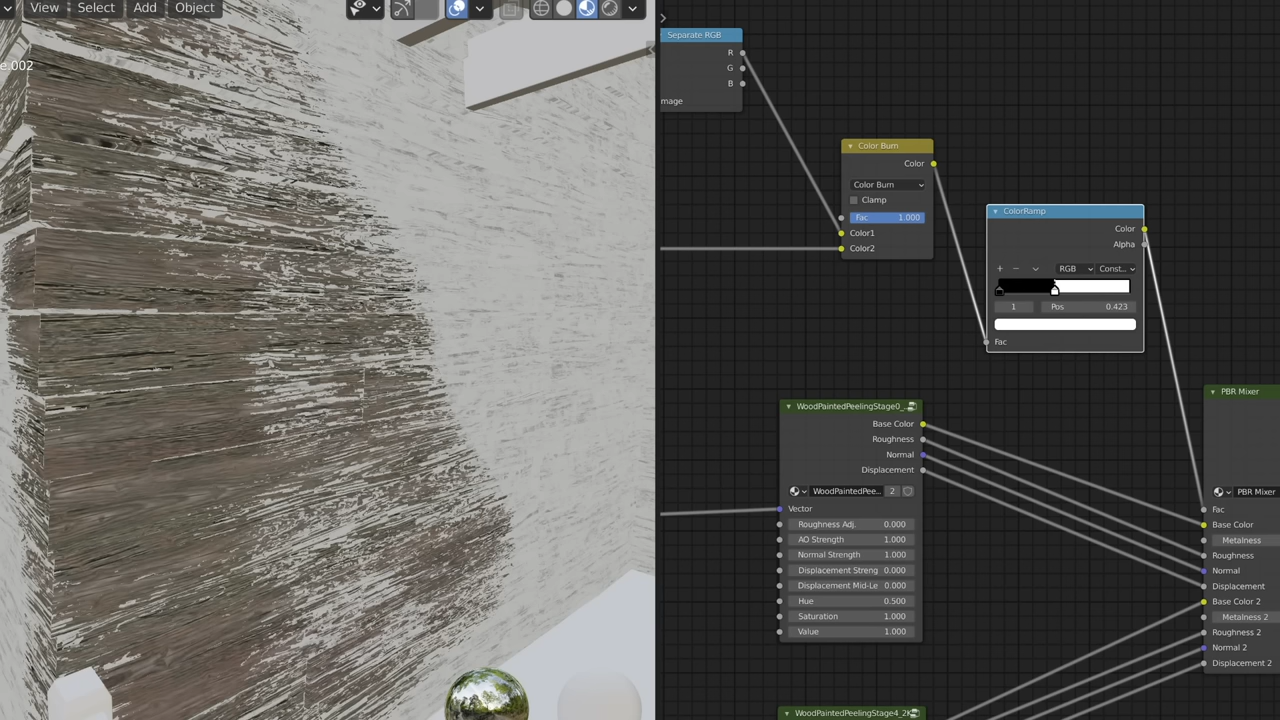 View Select Add Object
e.002
Separate RGB
R
G
B
mage
Color Burn
Color
Color Burn
Clamp
Fac 1.000
Color1
Color2
ColorRamp
Color
Alpha
+ − RGB Const...
1 Pos 0.423
Fac
WoodPaintedPeelingStage0_...
Base Color
Roughness
Normal
Displacement
WoodPaintedPee... 2
Vector
Roughness Adj. 0.000
AO Strength 1.000
Normal Strength 1.000
Displacement Streng 0.000
Displacement Mid-Le 0.000
Hue 0.500
Saturation 1.000
Value 1.000
PBR Mixer
PBR Mixer
Fac
Base Color
Metalness
Roughness
Normal
Displacement
Base Color 2
Metalness 2
Roughness 2
Normal 2
Displacement 2
WoodPaintedPeelingStage4_2K